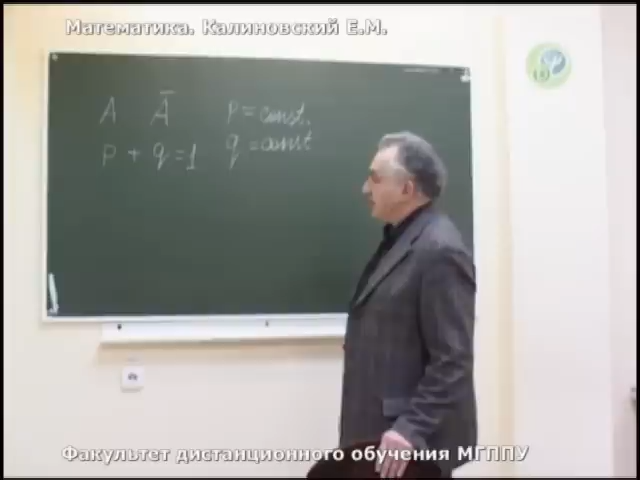 Математика. Калиновский Е.М.
A Ā P = const.
P + q = 1 q = const
Факультет дистанционного обучения МГППУ